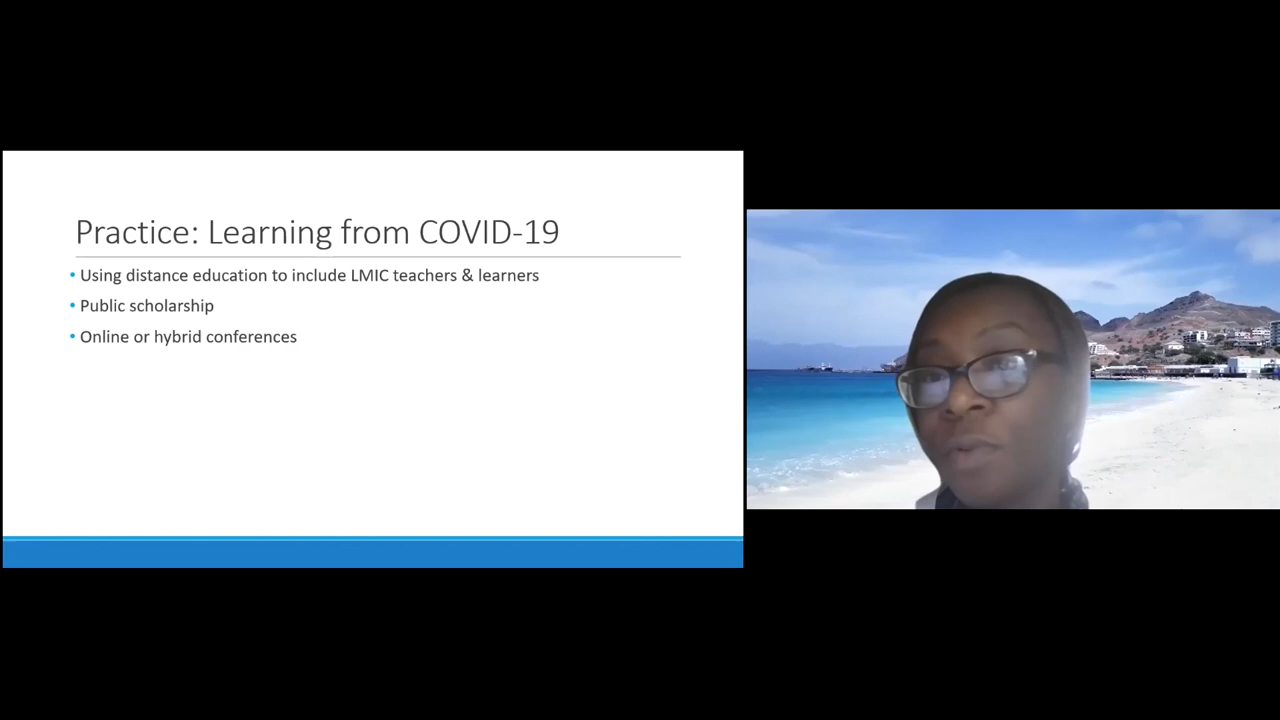 Practice: Learning from COVID-19
• Using distance education to include LMIC teachers & learners
• Public scholarship
• Online or hybrid conferences